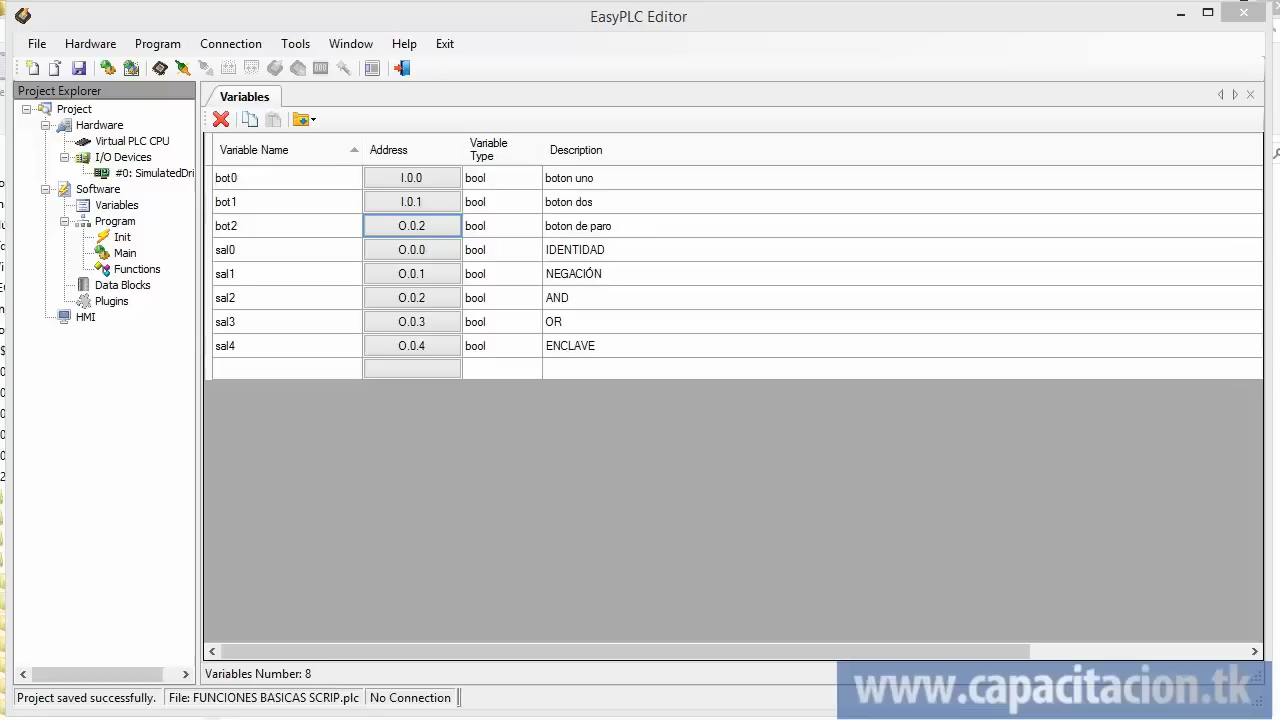 EasyPLC Editor
File Hardware Program Connection Tools Window Help Exit
Project Explorer
Project
Hardware
Virtual PLC CPU
I/O Devices
#0: SimulatedDri
Software
Variables
Program
Init
Main
Functions
Data Blocks
Plugins
HMI
Variables
Variable Name Address Variable Type Description
bot0 I.0.0 bool boton uno
bot1 I.0.1 bool boton dos
bot2 O.0.2 bool boton de paro
sal0 O.0.0 bool IDENTIDAD
sal1 O.0.1 bool NEGACIÓN
sal2 O.0.2 bool AND
sal3 O.0.3 bool OR
sal4 O.0.4 bool ENCLAVE
Variables Number: 8
Project saved successfully. File: FUNCIONES BASICAS SCRIP.plc No Connection
www.capacitacion.tk